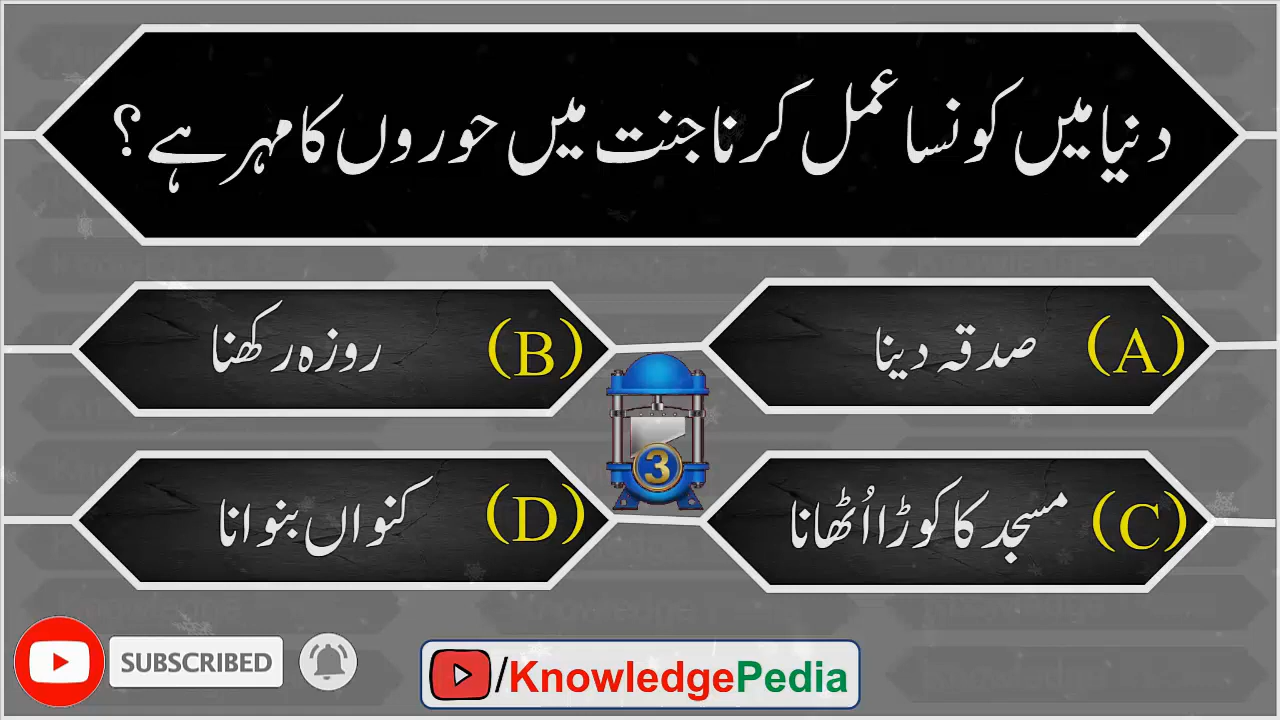 دنیا میں کونسا عمل کرنا جنت میں حوروں کا مہر ہے؟
(A) صدقہ دینا
(B) روزہ رکھنا
(C) مسجد کا کوڑا اُٹھانا
(D) کنواں بنوانا
3
SUBSCRIBED
/KnowledgePedia